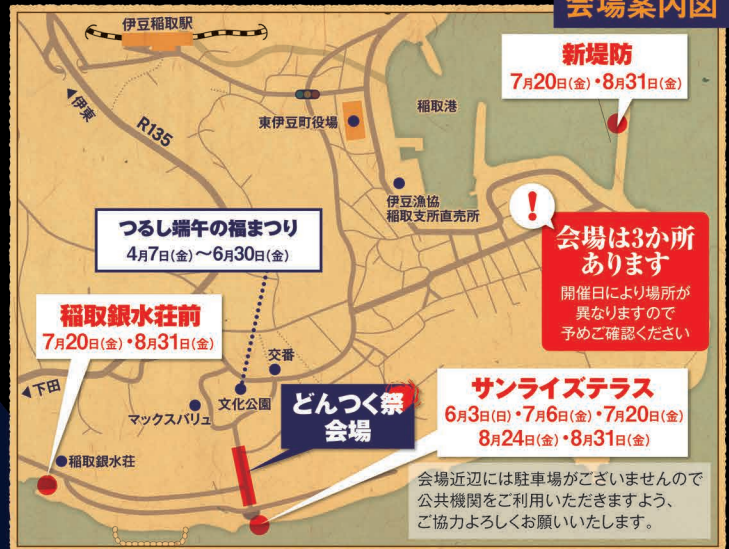 会場案内図
伊豆稲取駅
新堤防
7月20日(金)・8月31日(金)
◀伊東
R135
東伊豆町役場
稲取港
伊豆漁協
稲取支所直売所
つるし端午の福まつり
4月7日(金)～6月30日(金)
!
会場は3か所
あります
開催日により場所が
異なりますので
予めご確認ください
稲取銀水荘前
7月20日(金)・8月31日(金)
交番
◀下田
文化公園
マックスバリュ
どんつく祭
会場
サンライズテラス
6月3日(日)・7月6日(金)・7月20日(金)
8月24日(金)・8月31日(金)
稲取銀水荘
会場近辺には駐車場がございませんので
公共機関をご利用いただきますよう、
ご協力よろしくお願いいたします。